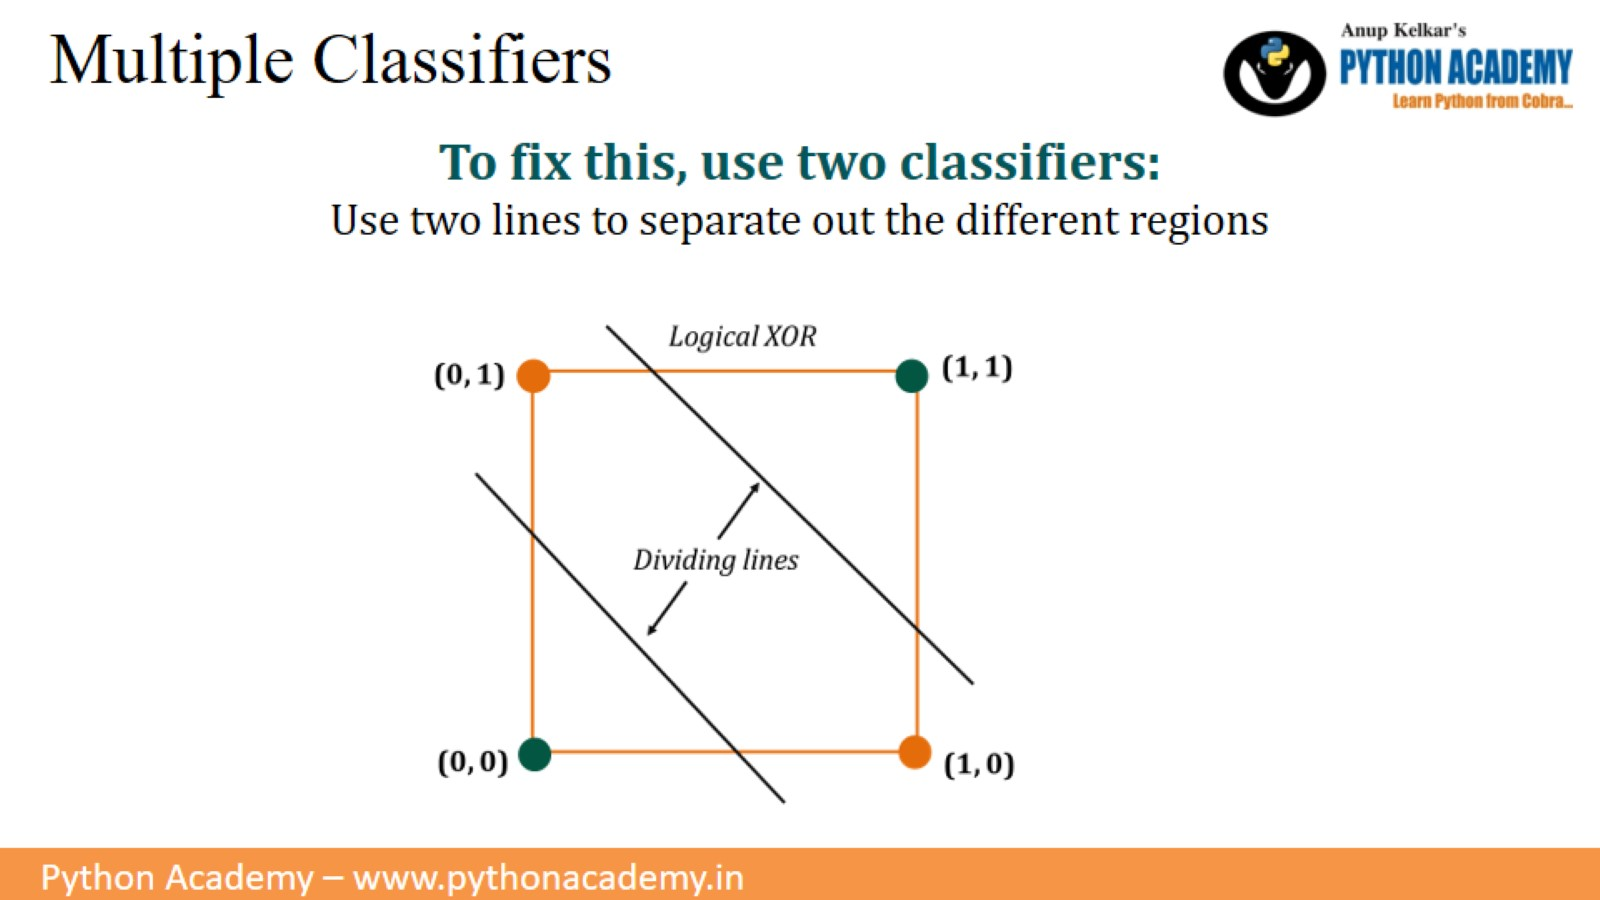 Multiple Classifiers
Anup Kelkar's
PYTHON ACADEMY
Learn Python from Cobra...
To fix this, use two classifiers:
Use two lines to separate out the different regions
Logical XOR
(0, 1)
(1, 1)
Dividing lines
(0, 0)
(1, 0)
Python Academy – www.pythonacademy.in